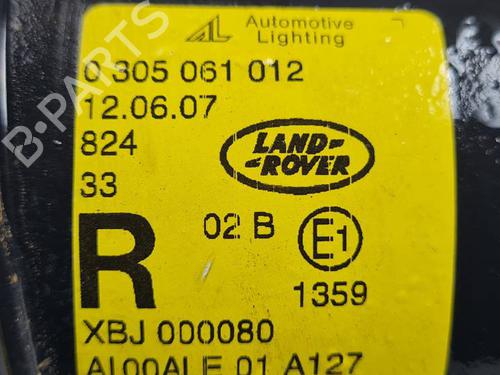 AL Automotive
Lighting
0 305 061 012
12.06.07
824
33
LAND-
-ROVER
R
02 B
E1
1359
XBJ 000080
AL00ALE 01 A127
B-PARTS